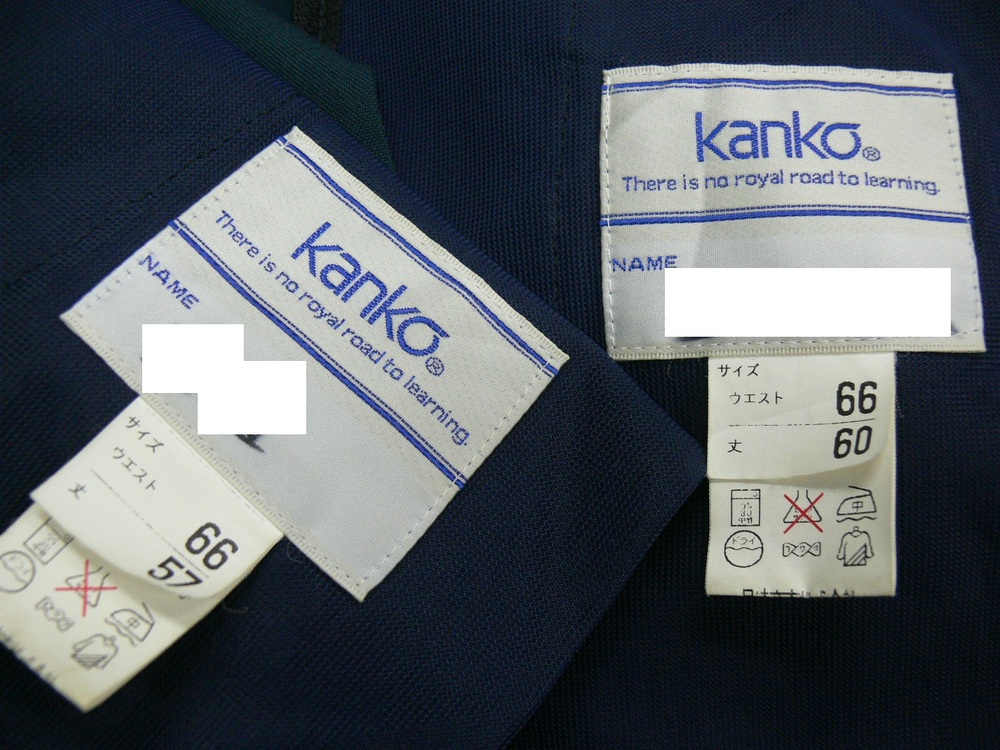 kanko®
There is no royal road to learning.
NAME
サイズ
ウエスト 66
丈 57
kanko®
There is no royal road to learning.
NAME
サイズ
ウエスト 66
丈 60
中
ドライ